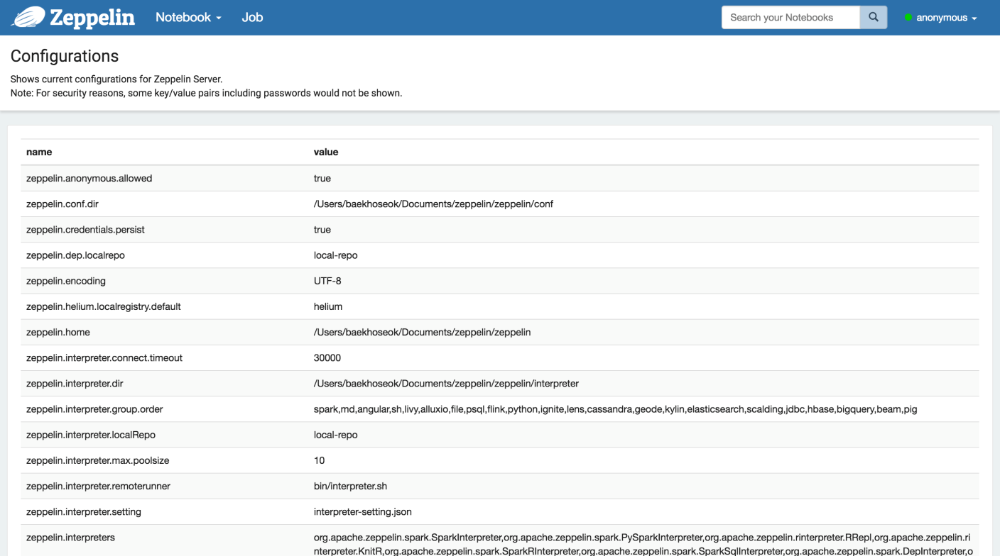 Zeppelin Notebook Job Search your Notebooks anonymous
Configurations
Shows current configurations for Zeppelin Server.
Note: For security reasons, some key/value pairs including passwords would not be shown.
name value
zeppelin.anonymous.allowed true
zeppelin.conf.dir /Users/baekhoseok/Documents/zeppelin/zeppelin/conf
zeppelin.credentials.persist true
zeppelin.dep.localrepo local-repo
zeppelin.encoding UTF-8
zeppelin.helium.localregistry.default helium
zeppelin.home /Users/baekhoseok/Documents/zeppelin/zeppelin
zeppelin.interpreter.connect.timeout 30000
zeppelin.interpreter.dir /Users/baekhoseok/Documents/zeppelin/zeppelin/interpreter
zeppelin.interpreter.group.order spark,md,angular,sh,livy,alluxio,file,psql,flink,python,ignite,lens,cassandra,geode,kylin,elasticsearch,scalding,jdbc,hbase,bigquery,beam,pig
zeppelin.interpreter.localRepo local-repo
zeppelin.interpreter.max.poolsize 10
zeppelin.interpreter.remoterunner bin/interpreter.sh
zeppelin.interpreter.setting interpreter-setting.json
zeppelin.interpreters org.apache.zeppelin.spark.SparkInterpreter,org.apache.zeppelin.spark.PySparkInterpreter,org.apache.zeppelin.rinterpreter.RRepl,org.apache.zeppelin.ri
nterpreter.KnitR,org.apache.zeppelin.spark.SparkRInterpreter,org.apache.zeppelin.spark.SparkSqlInterpreter,org.apache.zeppelin.spark.DepInterpreter,o